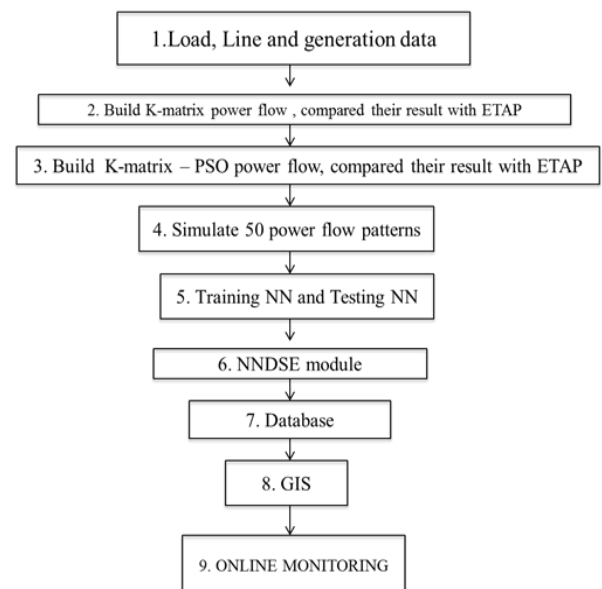 1.Load, Line and generation data
2. Build K-matrix power flow , compared their result with ETAP
3. Build K-matrix – PSO power flow, compared their result with ETAP
4. Simulate 50 power flow patterns
5. Training NN and Testing NN
6. NNDSE module
7. Database
8. GIS
9. ONLINE MONITORING